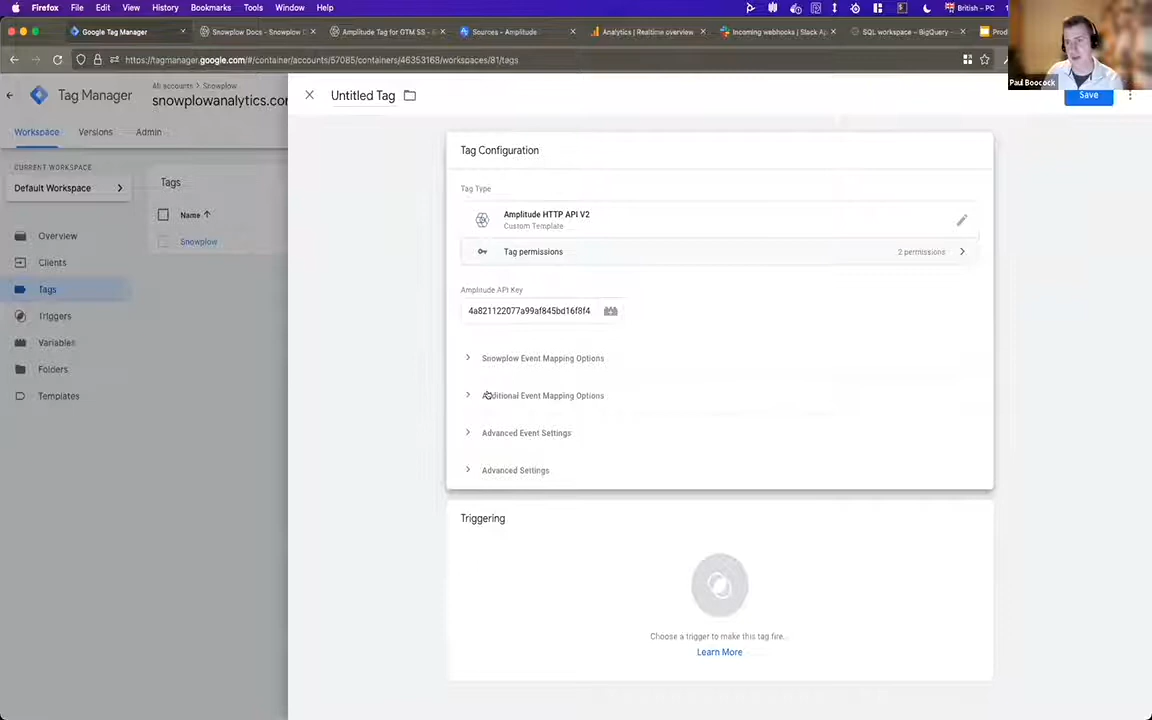 Firefox File Edit View History Bookmarks Tools Window Help British – PC
Google Tag Manager × Snowplow Docs - Snowplow × Amplitude Tag for GTM SS - × Sources - Amplitude × Analytics | Realtime overview × Incoming webhooks | Slack × SQL workspace – BigQuery × Prod
https://tagmanager.google.com/#/container/accounts/57085/containers/46353168/workspaces/81/tags
Paul Boocock
Tag Manager
All accounts > Snowplow
snowplowanalytics.co
Untitled Tag
Save
Workspace Versions Admin
CURRENT WORKSPACE
Default Workspace
Overview
Clients
Tags
Triggers
Variables
Folders
Templates
Tags
Name
Snowplow
Tag Configuration
Tag Type
Amplitude HTTP API V2
Custom Template
Tag permissions 2 permissions
Amplitude API Key
4a821122077a99af845bd16f8f4
Snowplow Event Mapping Options
Additional Event Mapping Options
Advanced Event Settings
Advanced Settings
Triggering
Choose a trigger to make this tag fire...
Learn More